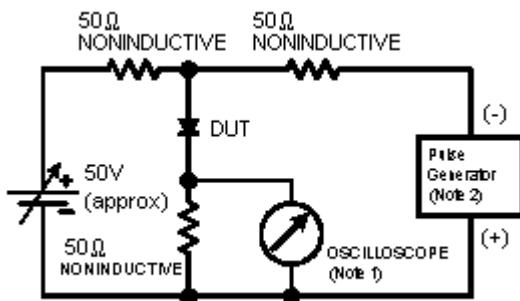 50Ω 50Ω
NONINDUCTIVE NONINDUCTIVE
(-)
DUT
+ 50V
- (approx)
Pulse
Generator
(Note 2)
50Ω
NONINDUCTIVE
OSCILLOSCOPE
(Note 1)
(+)